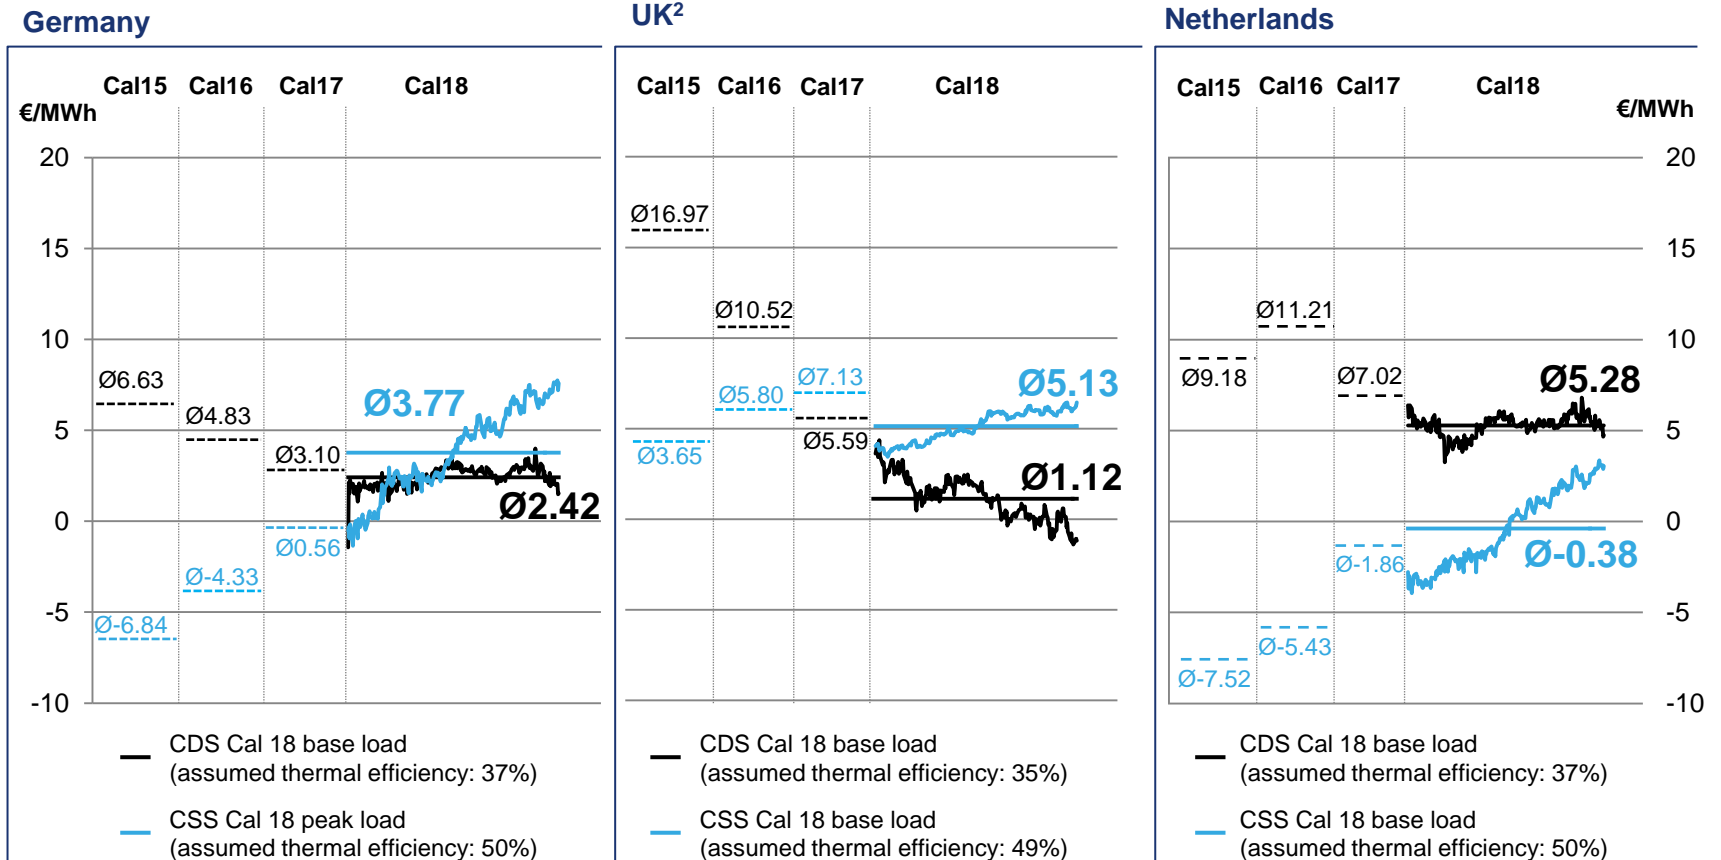 Germany
Cal15 Cal16 Cal17 Cal18
€/MWh
20
15
10
5
0
-5
-10
Ø6.63
Ø4.83
Ø3.10
Ø3.77
Ø2.42
Ø0.56
Ø-4.33
Ø-6.84
CDS Cal 18 base load
(assumed thermal efficiency: 37%)
CSS Cal 18 peak load
(assumed thermal efficiency: 50%)
UK²
Cal15 Cal16 Cal17 Cal18
Ø16.97
Ø10.52
Ø7.13
Ø5.80
Ø5.13
Ø3.65
Ø5.59
Ø1.12
CDS Cal 18 base load
(assumed thermal efficiency: 35%)
CSS Cal 18 base load
(assumed thermal efficiency: 49%)
Netherlands
Cal15 Cal16 Cal17 Cal18
€/MWh
20
15
10
5
0
-5
-10
Ø11.21
Ø9.18
Ø7.02
Ø5.28
Ø-0.38
Ø-1.86
Ø-5.43
Ø-7.52
CDS Cal 18 base load
(assumed thermal efficiency: 37%)
CSS Cal 18 base load
(assumed thermal efficiency: 50%)